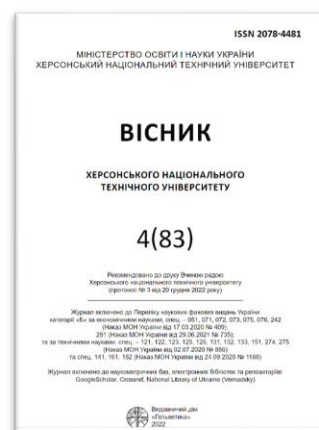 ISSN 2078-4481
МІНІСТЕРСТВО ОСВІТИ І НАУКИ УКРАЇНИ
ХЕРСОНСЬКИЙ НАЦІОНАЛЬНИЙ ТЕХНІЧНИЙ УНІВЕРСИТЕТ
ВІСНИК
ХЕРСОНСЬКОГО НАЦІОНАЛЬНОГО
ТЕХНІЧНОГО УНІВЕРСИТЕТУ
4(83)
Рекомендовано до друку Вченою радою
Херсонського національного технічного університету
(протокол № 3 від 20 грудня 2022 року)
Журнал включено до Переліку наукових фахових видань України
категорії «Б» за економічними науками, спец. – 051, 071, 072, 073, 075, 076, 242
(Наказ МОН України від 17.03.2020 № 409),
281 (Наказ МОН України від 29.06.2021 № 735);
та за технічними науками, спец. – 121, 122, 123, 125, 126, 131, 132, 133, 151, 274, 275
(Наказ МОН України від 02.07.2020 № 886)
та спец. 141, 161, 182 (Наказ МОН України від 24.09.2020 № 1188).
Журнал включено до наукометричних баз, електронних бібліотек та репозитаріїв:
GoogleScholar, Crossref, National Library of Ukraine (Vernadsky)
Видавничий дім
«Гельветика»
2022